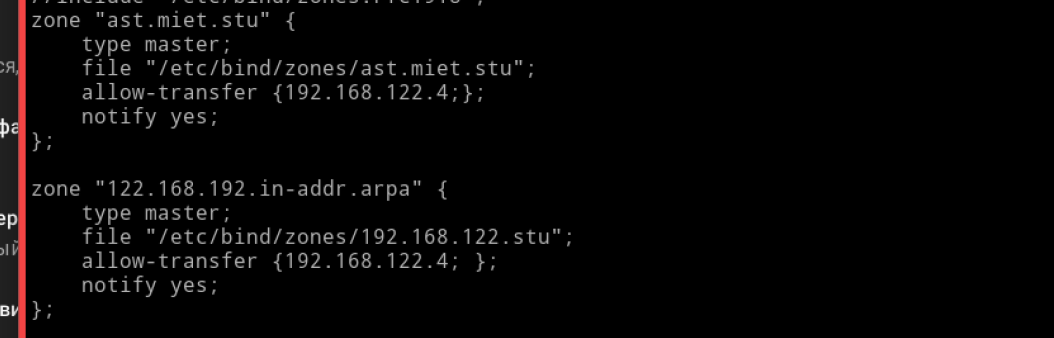 zone "ast.miet.stu" {
    type master;
    file "/etc/bind/zones/ast.miet.stu";
    allow-transfer {192.168.122.4;};
    notify yes;
};

zone "122.168.192.in-addr.arpa" {
    type master;
    file "/etc/bind/zones/192.168.122.stu";
    allow-transfer {192.168.122.4; };
    notify yes;
};